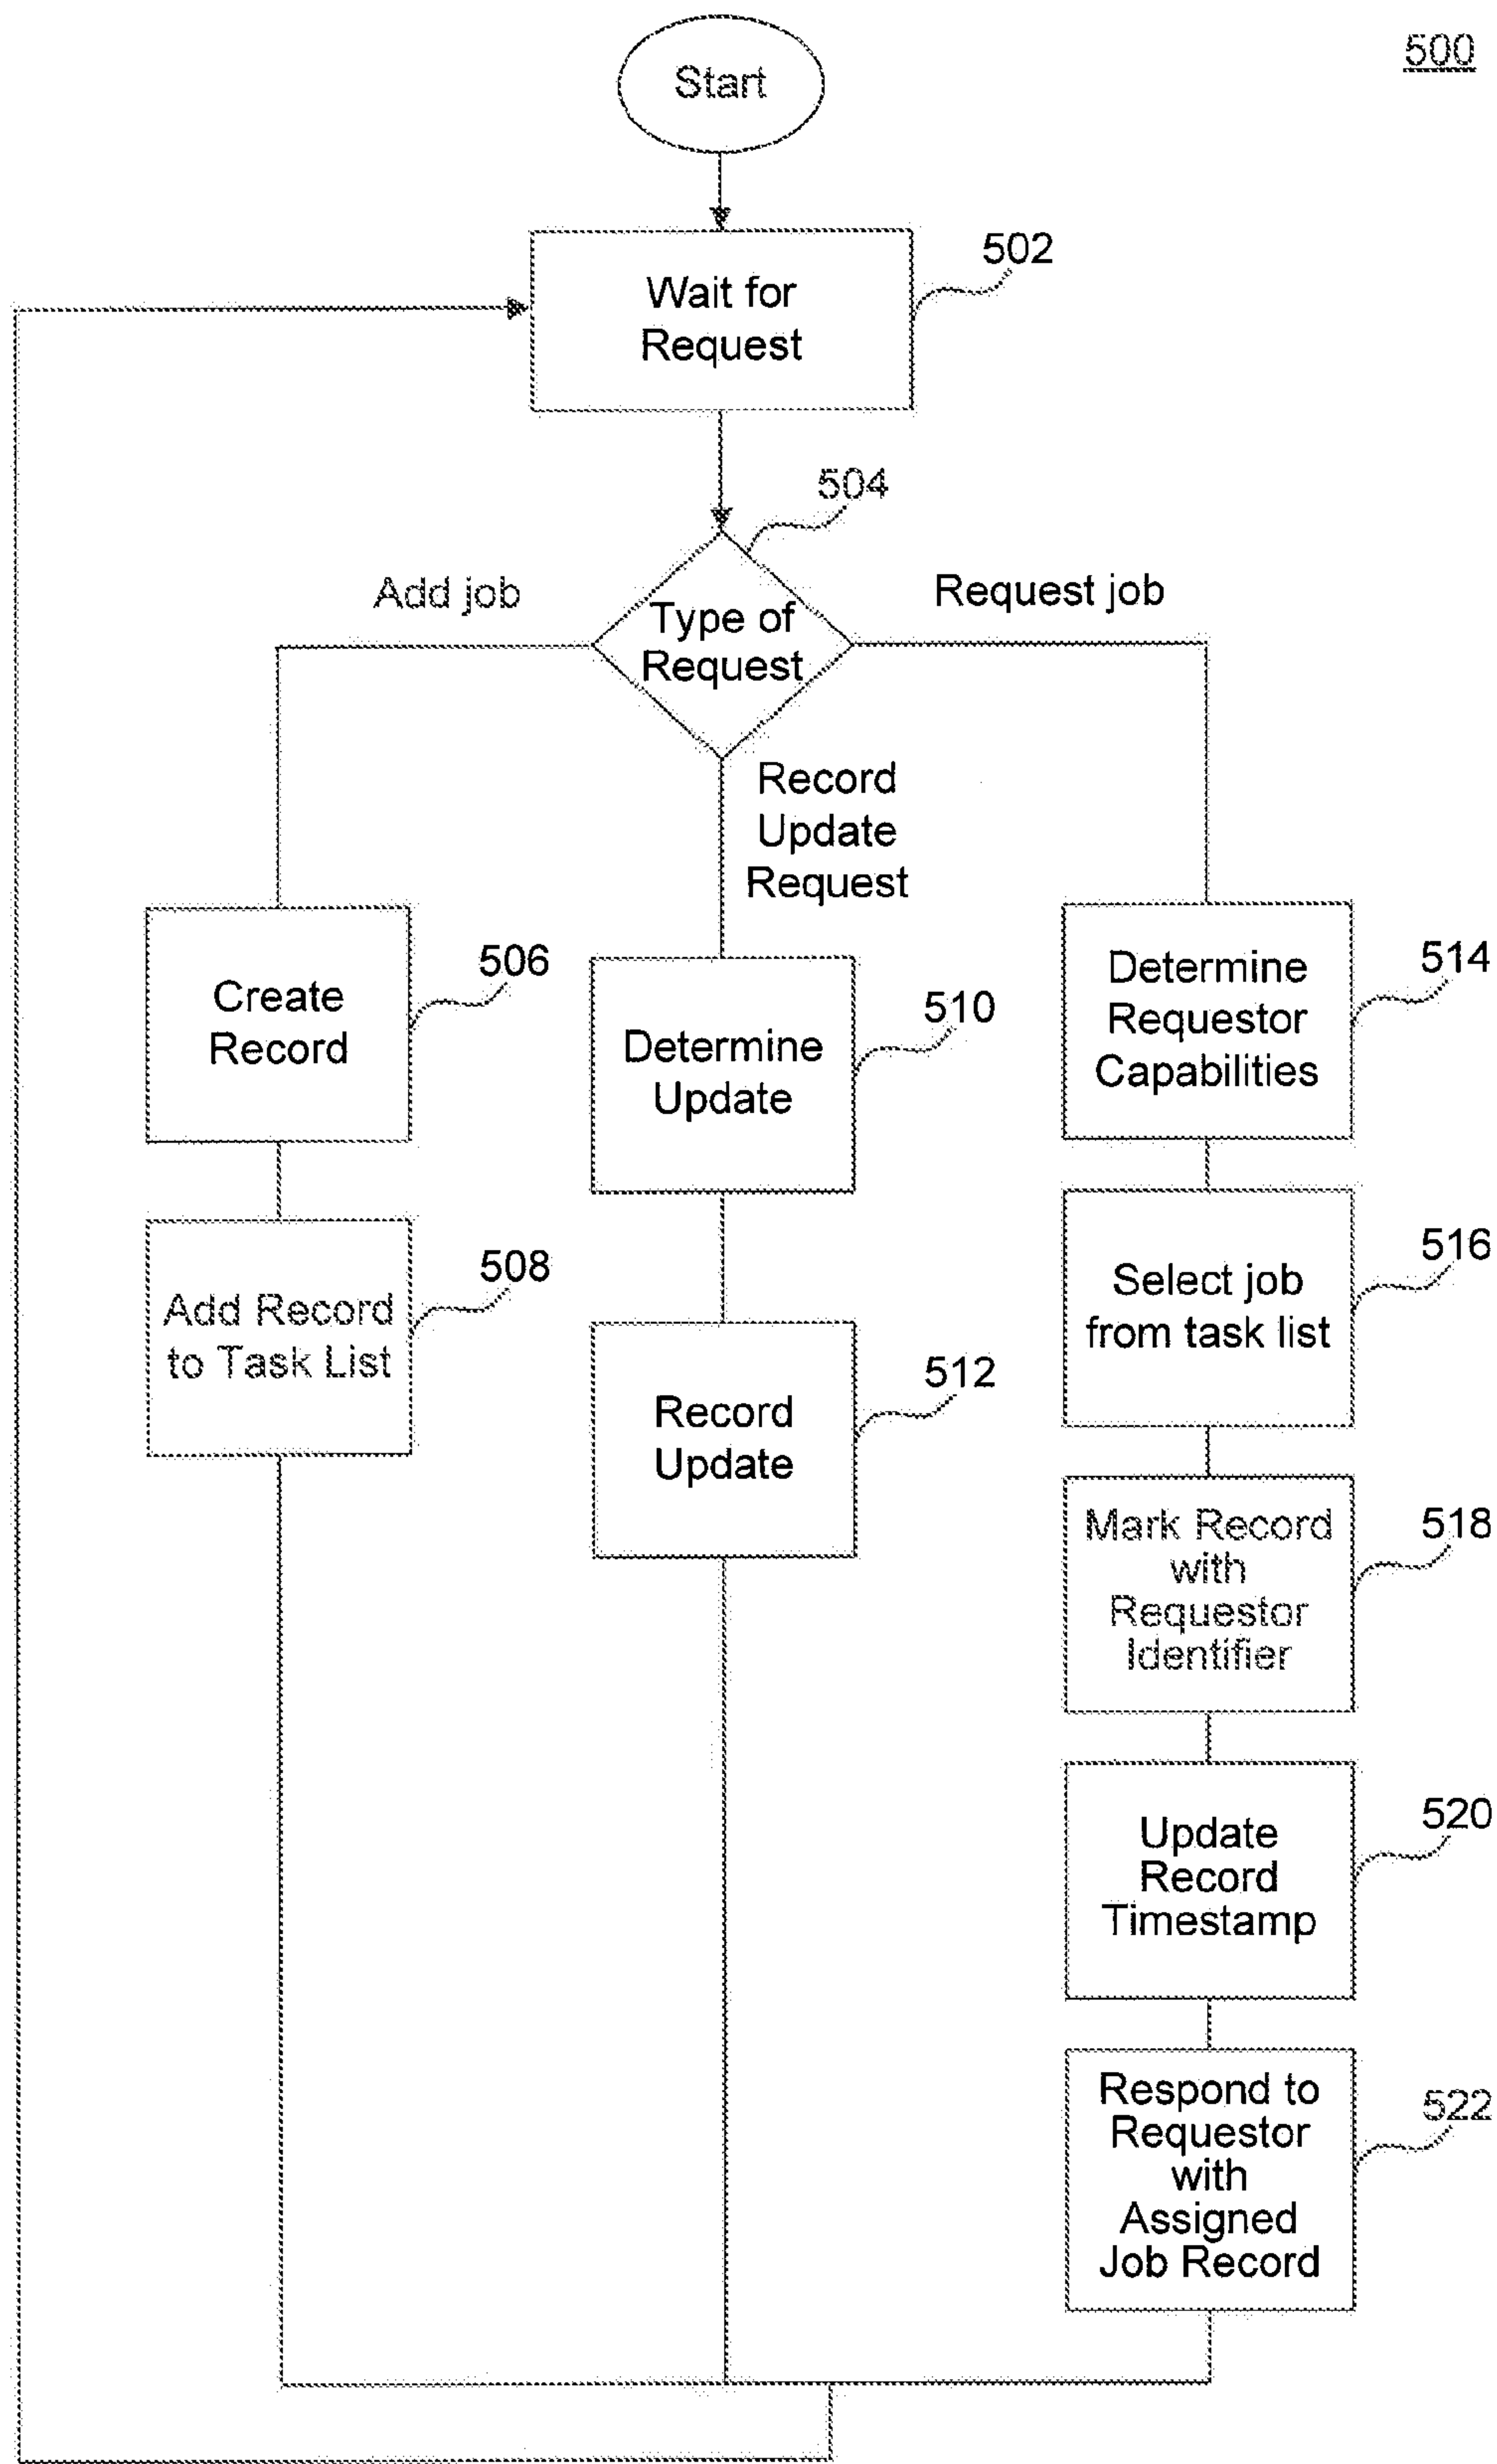 500
Start
502
Wait for
Request
504
Add job
Request job
Type of
Request
Record
Update
Request
506
Create
Record
510
Determine
Update
514
Determine
Requestor
Capabilities
508
Add Record
to Task List
512
Record
Update
516
Select job
from task list
518
Mark Record
with
Requestor
Identifier
520
Update
Record
Timestamp
522
Respond to
Requestor
with
Assigned
Job Record